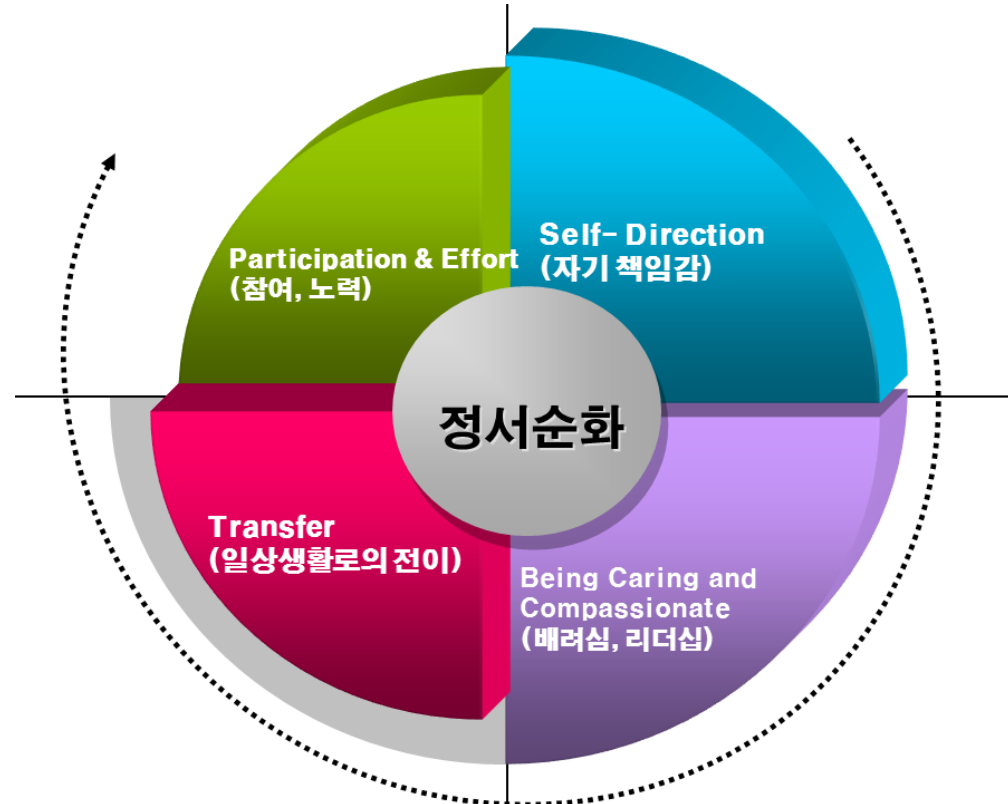 Participation & Effort
(참여, 노력)
Self- Direction
(자기 책임감)
정서순화
Transfer
(일상생활로의 전이)
Being Caring and
Compassionate
(배려심, 리더십)